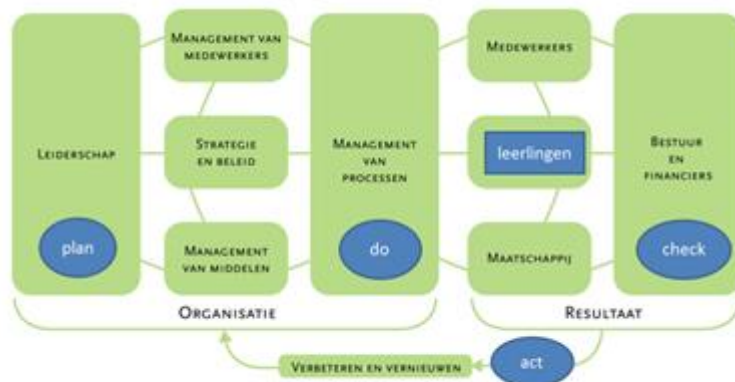 MANAGEMENT VAN
MEDEWERKERS
MEDEWERKERS
LEIDERSCHAP
STRATEGIE
EN BELEID
MANAGEMENT
VAN
PROCESSEN
leerlingen
BESTUUR
EN
FINANCIERS
plan
MANAGEMENT
VAN MIDDELEN
do
MAATSCHAPPIJ
check
ORGANISATIE
RESULTAAT
VERBETEREN EN VERNIEUWEN
act